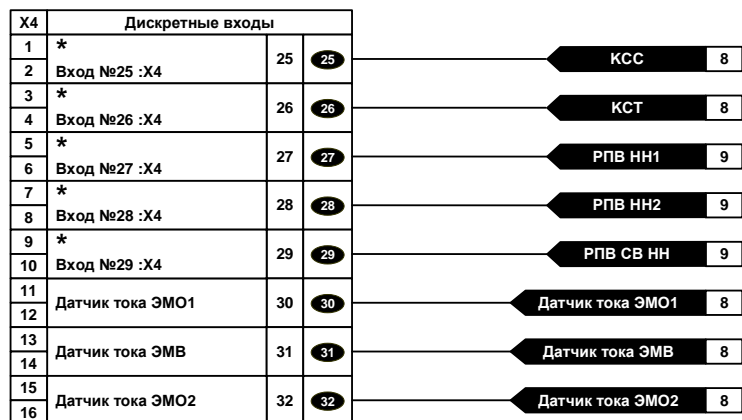 X4 Дискретные входы
1 *
2 Вход №25 :X4 25 25 КСС 8
3 *
4 Вход №26 :X4 26 26 КСТ 8
5 *
6 Вход №27 :X4 27 27 РПВ НН1 9
7 *
8 Вход №28 :X4 28 28 РПВ НН2 9
9 *
10 Вход №29 :X4 29 29 РПВ СВ НН 9
11
12 Датчик тока ЭМО1 30 30 Датчик тока ЭМО1 8
13
14 Датчик тока ЭМВ 31 31 Датчик тока ЭМВ 8
15
16 Датчик тока ЭМО2 32 32 Датчик тока ЭМО2 8